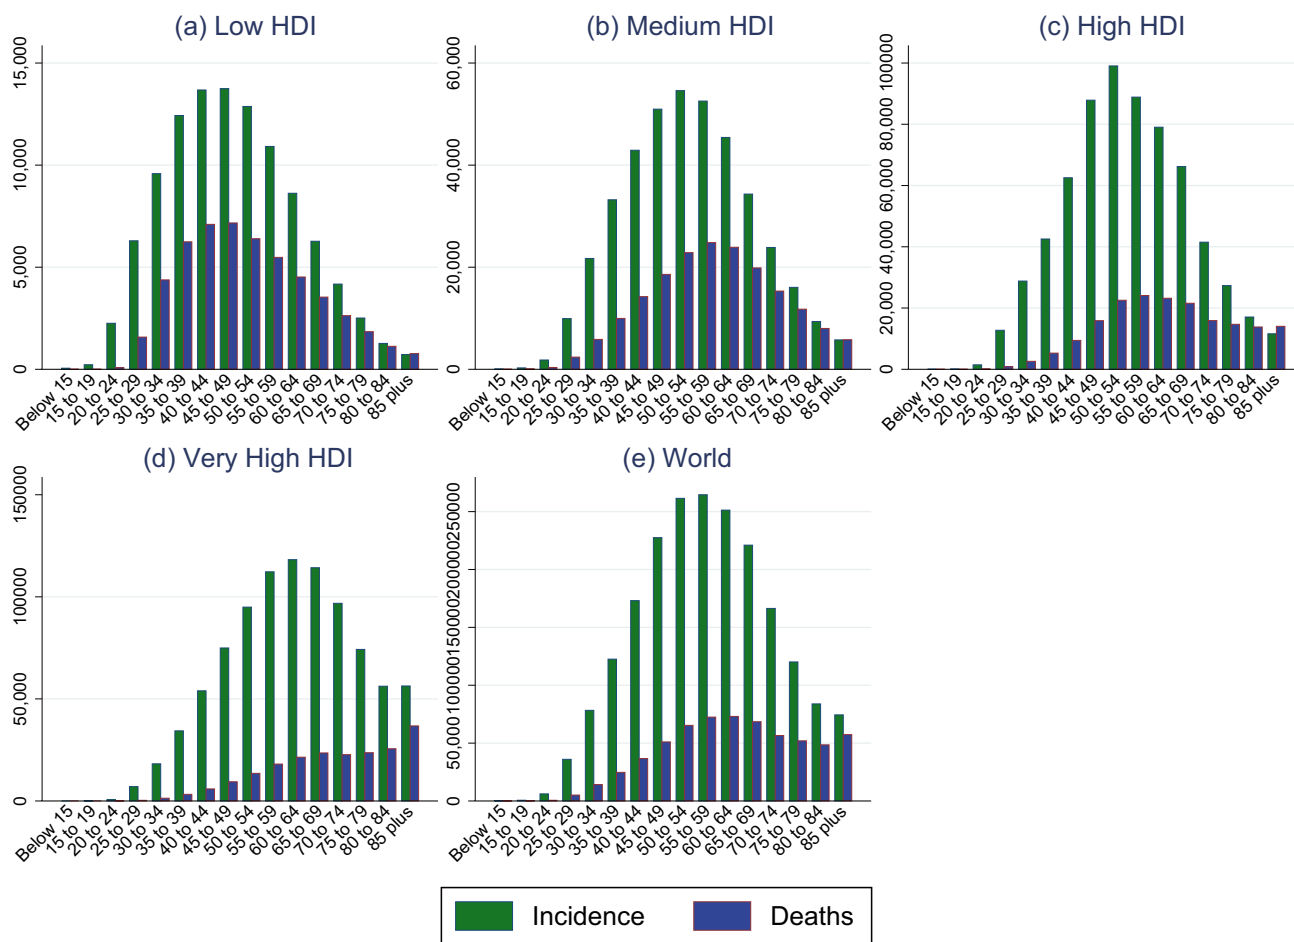 (a) Low HDI
15,000
10,000
5,000
0
Below 15
15 to 19
20 to 24
25 to 29
30 to 34
35 to 39
40 to 44
45 to 49
50 to 54
55 to 59
60 to 64
65 to 69
70 to 74
75 to 79
80 to 84
85 plus
(b) Medium HDI
60,000
40,000
20,000
0
Below 15
15 to 19
20 to 24
25 to 29
30 to 34
35 to 39
40 to 44
45 to 49
50 to 54
55 to 59
60 to 64
65 to 69
70 to 74
75 to 79
80 to 84
85 plus
(c) High HDI
100000
80,000
60,000
40,000
20,000
0
Below 15
15 to 19
20 to 24
25 to 29
30 to 34
35 to 39
40 to 44
45 to 49
50 to 54
55 to 59
60 to 64
65 to 69
70 to 74
75 to 79
80 to 84
85 plus
(d) Very High HDI
150000
100000
50,000
0
Below 15
15 to 19
20 to 24
25 to 29
30 to 34
35 to 39
40 to 44
45 to 49
50 to 54
55 to 59
60 to 64
65 to 69
70 to 74
75 to 79
80 to 84
85 plus
(e) World
250000
200000
150000
100000
50,000
0
Below 15
15 to 19
20 to 24
25 to 29
30 to 34
35 to 39
40 to 44
45 to 49
50 to 54
55 to 59
60 to 64
65 to 69
70 to 74
75 to 79
80 to 84
85 plus
Incidence
Deaths